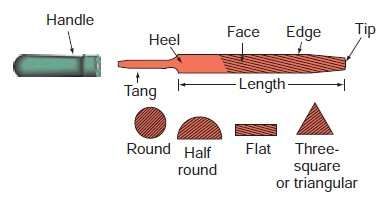 Handle
Heel
Face
Edge
Tip
Tang
Length
Round
Half
round
Flat
Three-
square
or triangular